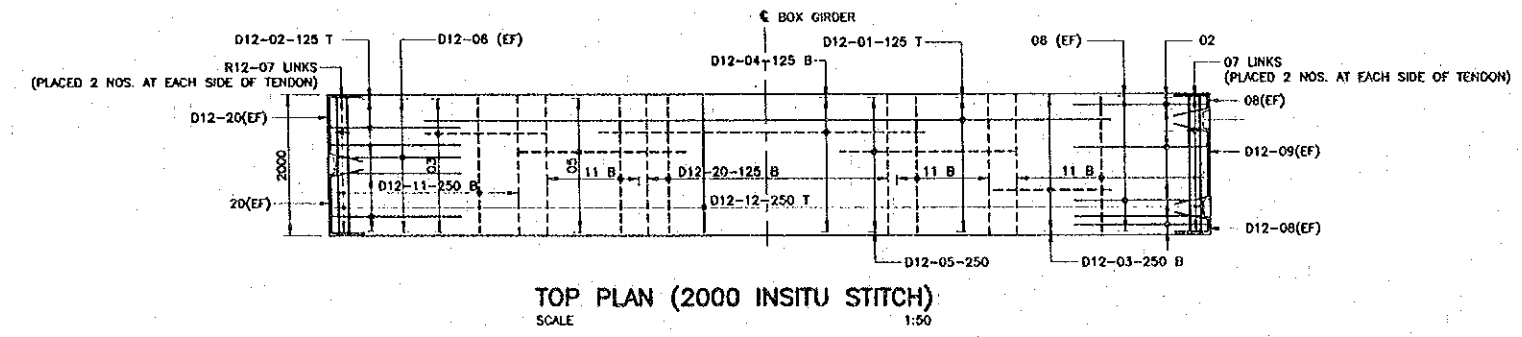 ℄ BOX GIRDER
D12-02-125 T
D12-06 (EF)
D12-01-125 T
08 (EF)
02
R12-07 LINKS
(PLACED 2 NOS. AT EACH SIDE OF TENDON)
D12-04-125 B
07 LINKS
(PLACED 2 NOS. AT EACH SIDE OF TENDON)
08(EF)
D12-20(EF)
2000
03
05
D12-09(EF)
D12-11-250 B
11 B
D12-20-125 B
11 B
11 B
20(EF)
D12-12-250 T
D12-08(EF)
D12-05-250
D12-03-250 B
TOP PLAN (2000 INSITU STITCH)
SCALE 1:50